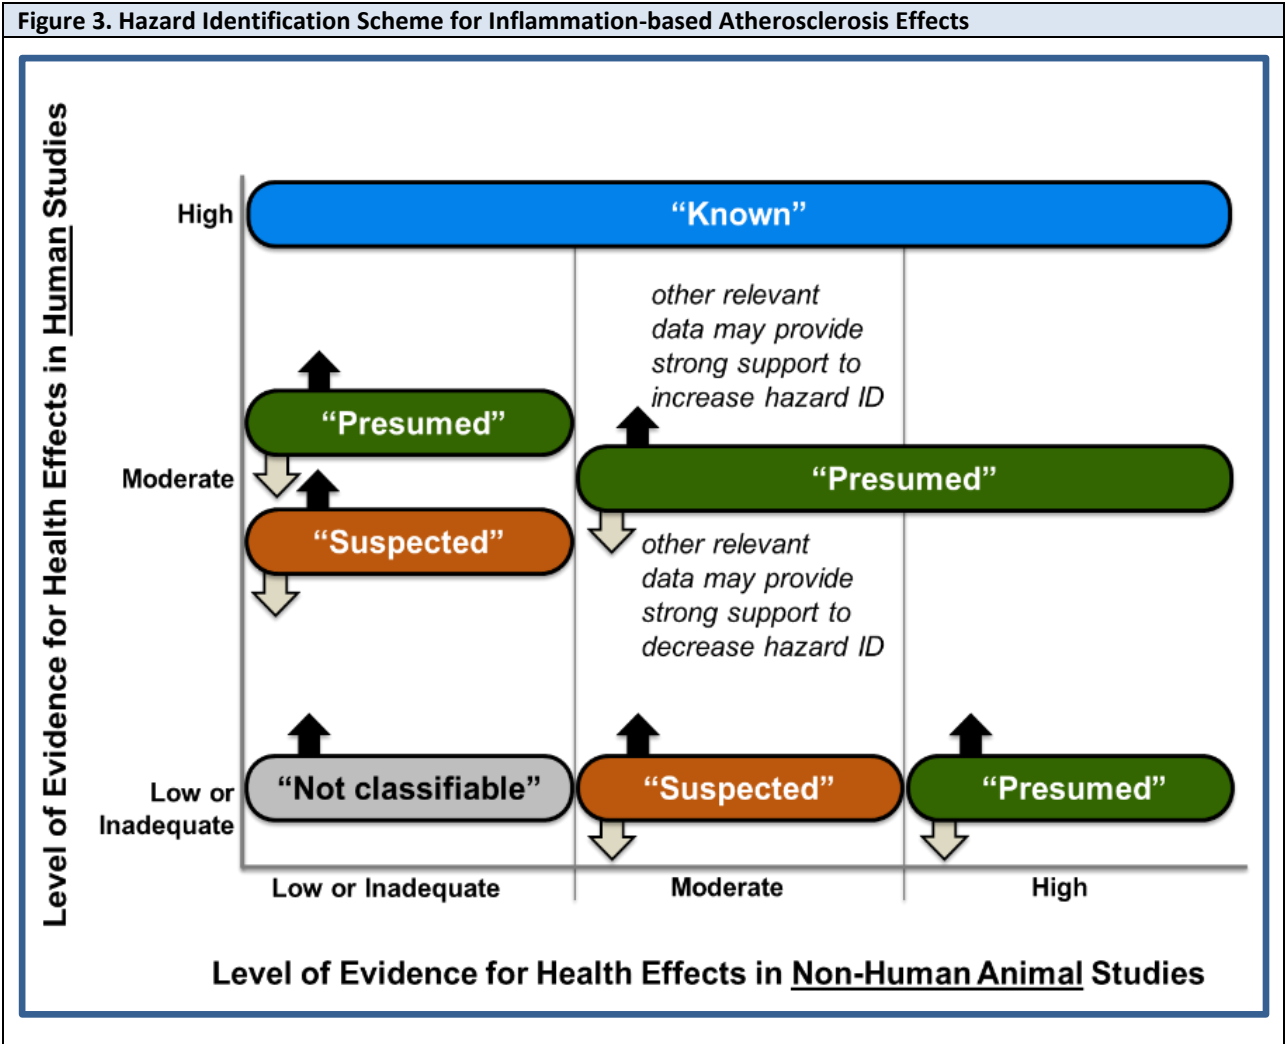 Figure 3. Hazard Identification Scheme for Inflammation-based Atherosclerosis Effects
Level of Evidence for Health Effects in Human Studies
High
“Known”
other relevant
data may provide
strong support to
increase hazard ID
“Presumed”
Moderate
“Presumed”
“Suspected”
other relevant
data may provide
strong support to
decrease hazard ID
Low or
Inadequate
“Not classifiable”
“Suspected”
“Presumed”
Low or Inadequate
Moderate
High
Level of Evidence for Health Effects in Non-Human Animal Studies